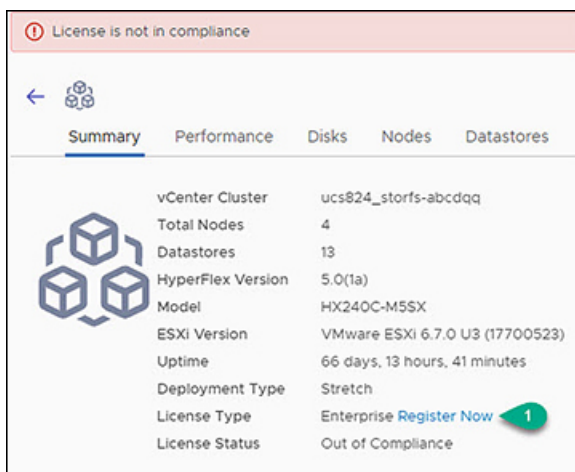 License is not in compliance
Summary Performance Disks Nodes Datastores
vCenter Cluster ucs824_storfs-abcdqq
Total Nodes 4
Datastores 13
HyperFlex Version 5.0(1a)
Model HX240C-M5SX
ESXi Version VMware ESXi 6.7.0 U3 (17700523)
Uptime 66 days, 13 hours, 41 minutes
Deployment Type Stretch
License Type Enterprise Register Now 1
License Status Out of Compliance